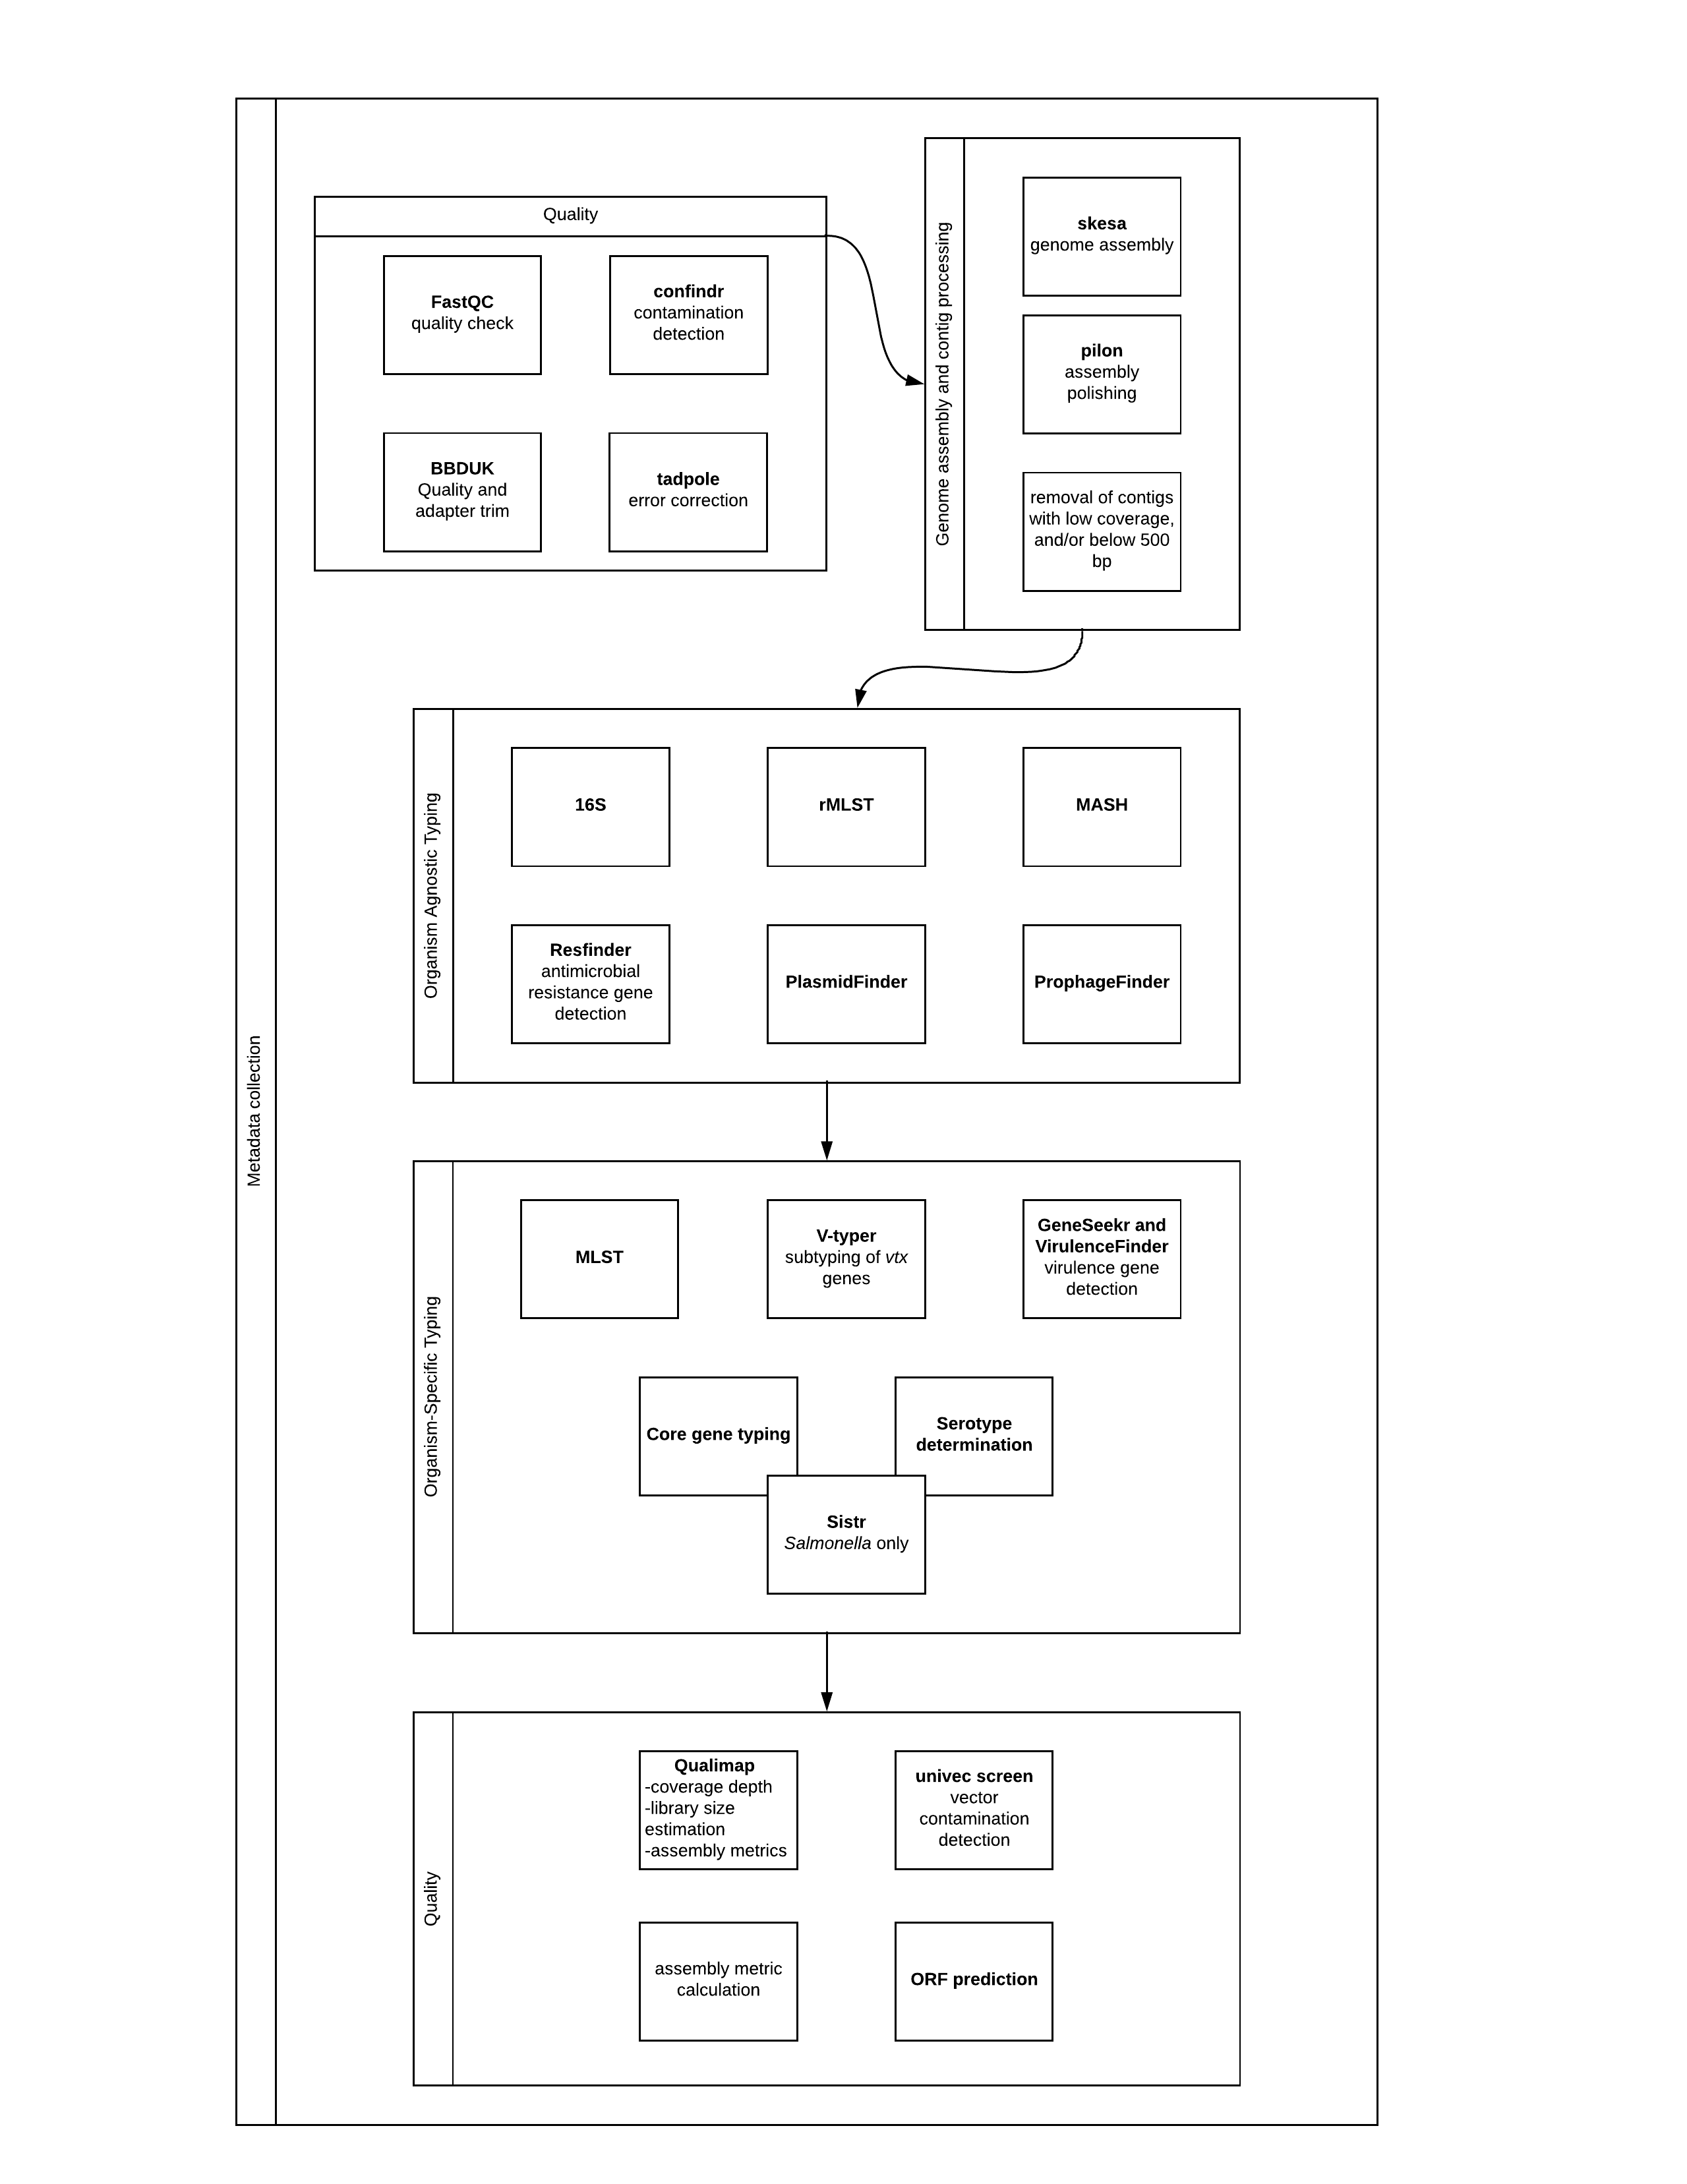 Metadata collection
Quality
FastQC
quality check
confindr
contamination
detection
BBDUK
Quality and
adapter trim
tadpole
error correction
Genome assembly and contig processing
skesa
genome assembly
pilon
assembly
polishing
removal of contigs
with low coverage,
and/or below 500
bp
Organism Agnostic Typing
16S
rMLST
MASH
Resfinder
antimicrobial
resistance gene
detection
PlasmidFinder
ProphageFinder
Organism-Specific Typing
MLST
V-typer
subtyping of vtx
genes
GeneSeekr and
VirulenceFinder
virulence gene
detection
Core gene typing
Serotype
determination
Sistr
Salmonella only
Quality
Qualimap
-coverage depth
-library size
estimation
-assembly metrics
univec screen
vector
contamination
detection
assembly metric
calculation
ORF prediction